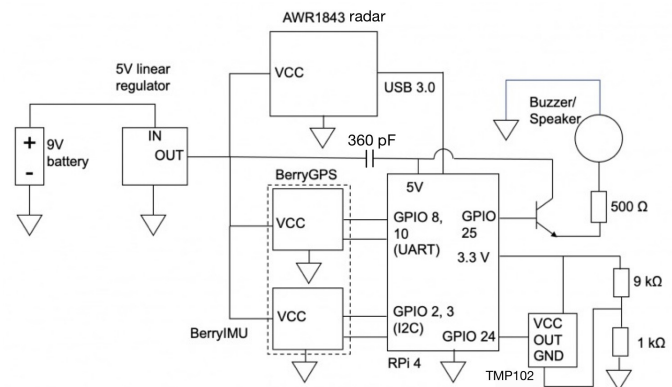 AWR1843 radar
VCC
USB 3.0
5V linear
regulator
IN
OUT
+
9V
battery
-
360 pF
Buzzer/
Speaker
500 Ω
BerryGPS
VCC
5V
GPIO 8,
10
(UART)
GPIO
25
3.3 V
9 kΩ
BerryIMU
VCC
GPIO 2, 3
(I2C)
GPIO 24
RPi 4
VCC
OUT
GND
1 kΩ
TMP102